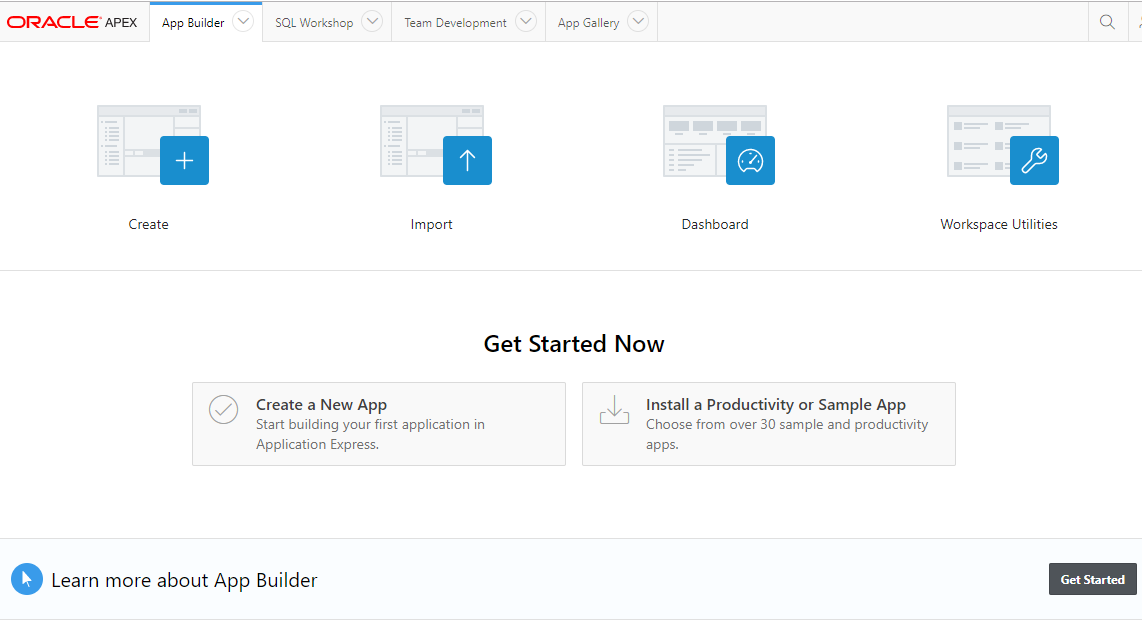 ORACLE APEX App Builder SQL Workshop Team Development App Gallery
Create Import Dashboard Workspace Utilities
Get Started Now
Create a New App
Start building your first application in
Application Express.
Install a Productivity or Sample App
Choose from over 30 sample and productivity
apps.
Learn more about App Builder
Get Started